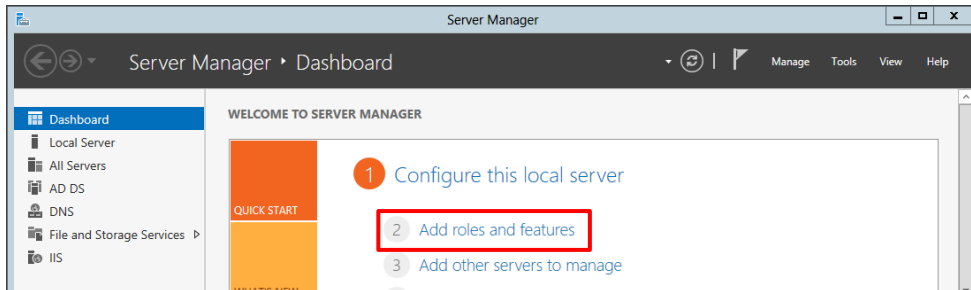 Server Manager
Server Manager ‣ Dashboard
Manage Tools View Help
Dashboard
Local Server
All Servers
AD DS
DNS
File and Storage Services
IIS
WELCOME TO SERVER MANAGER
QUICK START
WHAT'S NEW
1 Configure this local server
2 Add roles and features
3 Add other servers to manage